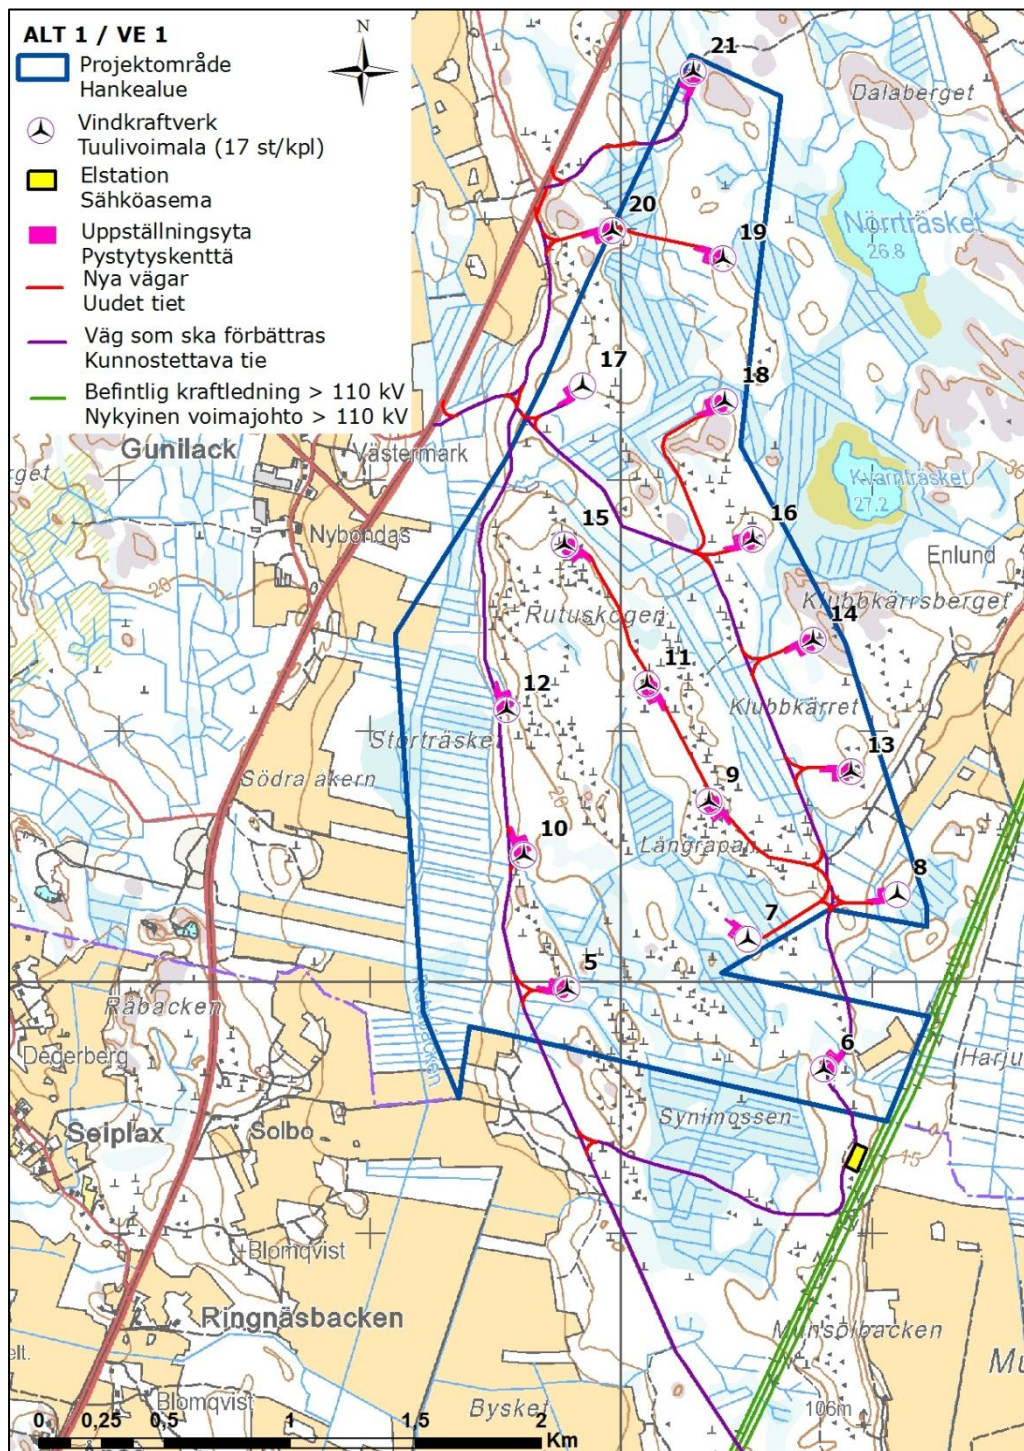 ALT 1 / VE 1
Projektområde
Hankealue
Vindkraftverk
Tuulivoimala (17 st/kpl)
Elstation
Sähköasema
Uppställningsyta
Pystytyskenttä
Nya vägar
Uudet tiet
Väg som ska förbättras
Kunnostettava tie
Befintlig kraftledning > 110 kV
Nykyinen voimajohto > 110 kV
N
21
Dalaberget
20
Norrträsket
26.8
19
17
18
Gunilack
Västermark
Kvarnträsket
27.2
Nybondas
15
16
Enlund
Rutuskogen
Klubbkärrsberget
14
11
12
Klubbkärret
Storträsket
13
Södra åkern
20
9
10
Långrapan
8
7
5
Råbacken
Degerberg
6
Harju
Synimossen
Seiplax
Solbo
15
Blomqvist
Ringnäsbacken
Munsolbacken
elt.
Blomqvist
Bysket
106m
0
0,25
0,5
1
1,5
2
Km